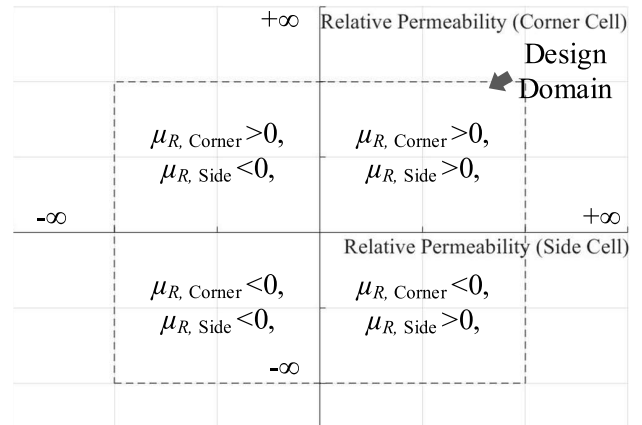 +∞ Relative Permeability (Corner Cell)
Design
Domain
μR, Corner >0,
μR, Side <0,
μR, Corner >0,
μR, Side >0,
-∞
+∞
Relative Permeability (Side Cell)
μR, Corner <0,
μR, Side <0,
μR, Corner <0,
μR, Side >0,
-∞